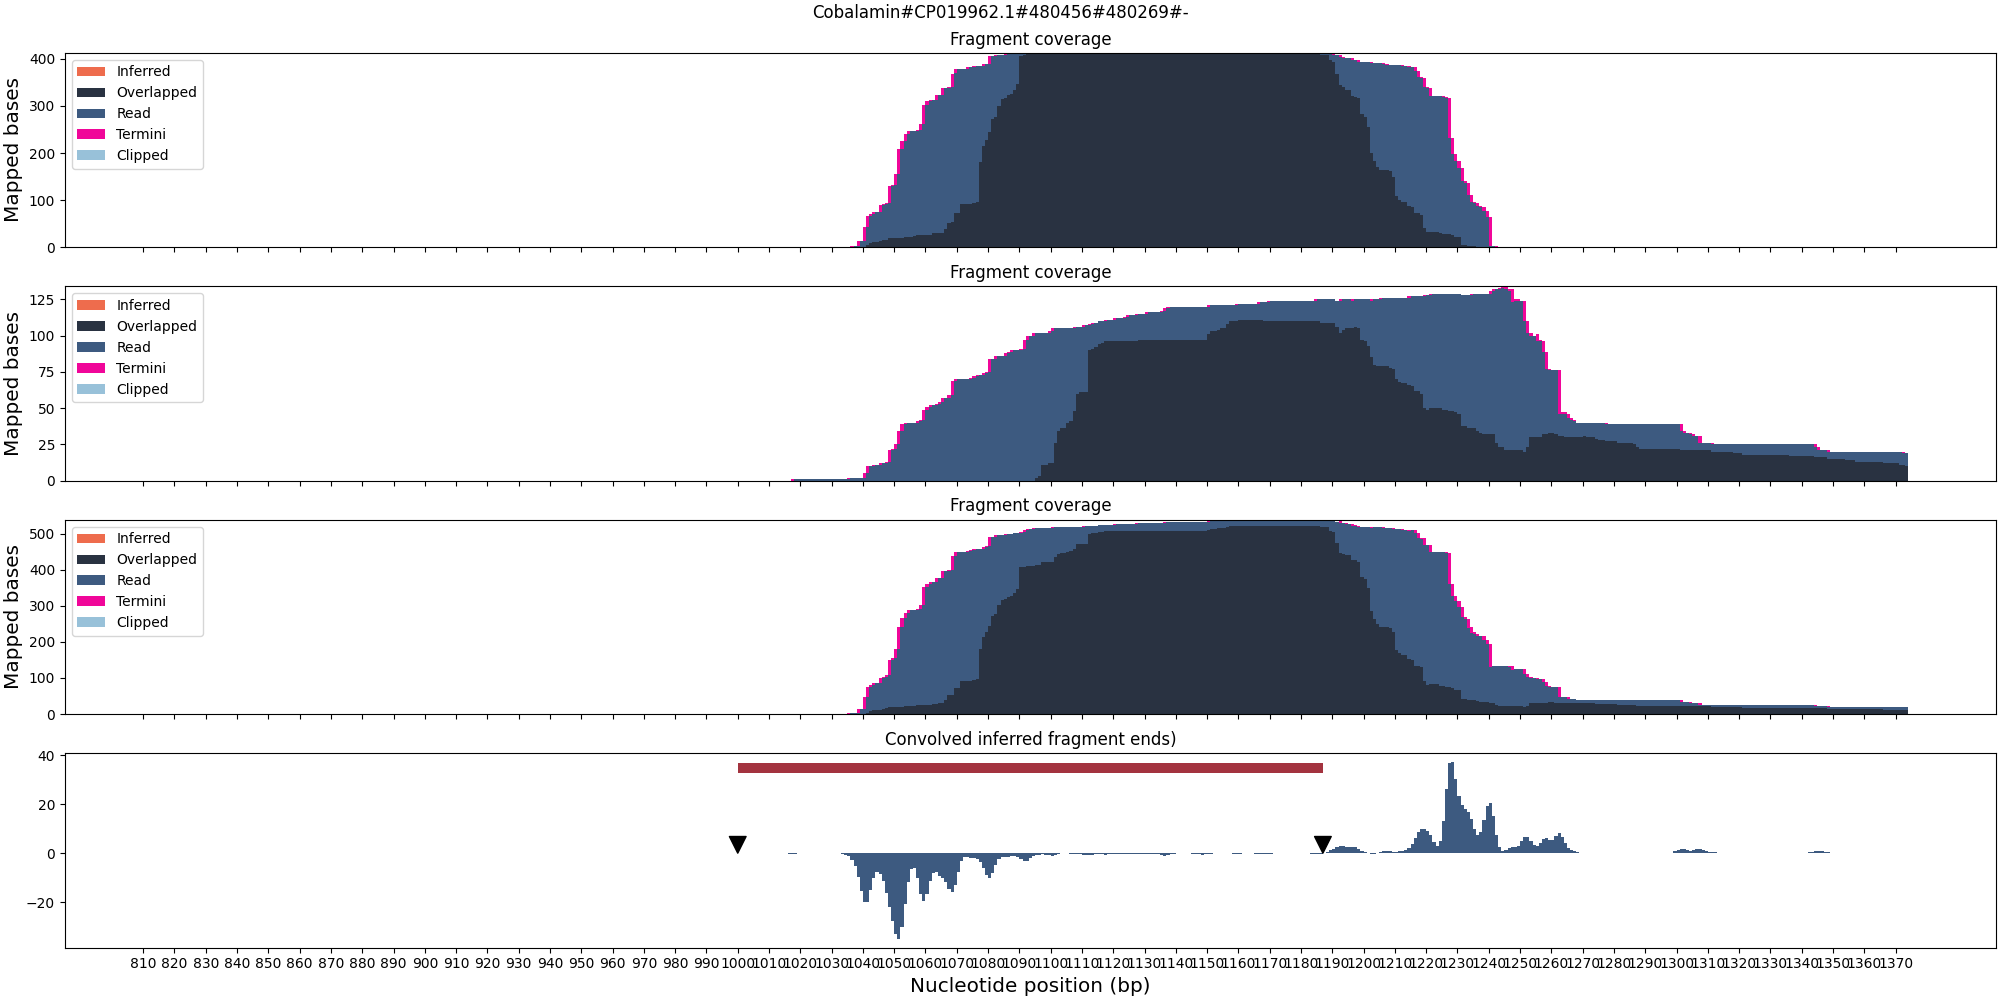 Cobalamin#CP019962.1#480456#480269#-
Fragment coverage
Mapped bases
400
300
200
100
0
Inferred
Overlapped
Read
Termini
Clipped
Fragment coverage
Mapped bases
125
100
75
50
25
0
Inferred
Overlapped
Read
Termini
Clipped
Fragment coverage
Mapped bases
500
400
300
200
100
0
Inferred
Overlapped
Read
Termini
Clipped
Convolved inferred fragment ends)
40
20
0
−20
810 820 830 840 850 860 870 880 890 900 910 920 930 940 950 960 970 980 990 1000 1010 1020 1030 1040 1050 1060 1070 1080 1090 1100 1110 1120 1130 1140 1150 1160 1170 1180 1190 1200 1210 1220 1230 1240 1250 1260 1270 1280 1290 1300 1310 1320 1330 1340 1350 1360 1370
Nucleotide position (bp)